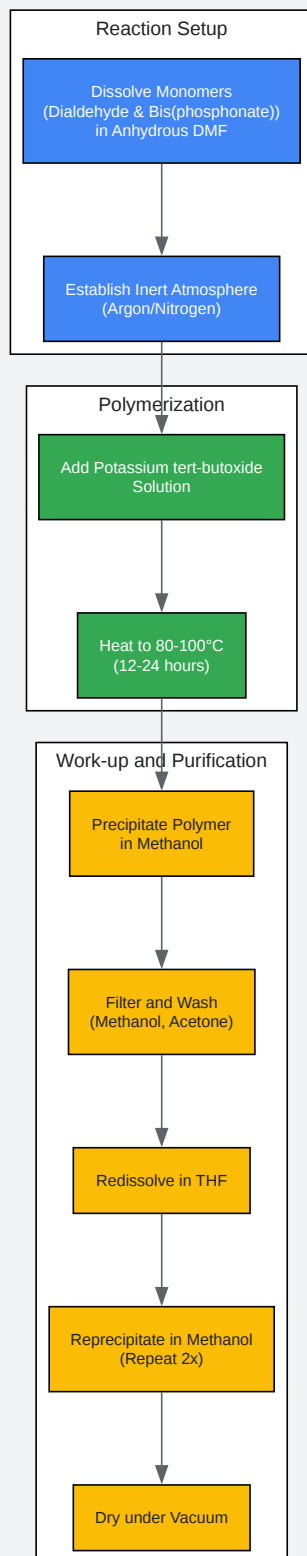 Reaction Setup
Dissolve Monomers
(Dialdehyde & Bis(phosphonate))
in Anhydrous DMF
Establish Inert Atmosphere
(Argon/Nitrogen)
Polymerization
Add Potassium tert-butoxide
Solution
Heat to 80-100°C
(12-24 hours)
Work-up and Purification
Precipitate Polymer
in Methanol
Filter and Wash
(Methanol, Acetone)
Redissolve in THF
Reprecipitate in Methanol
(Repeat 2x)
Dry under Vacuum